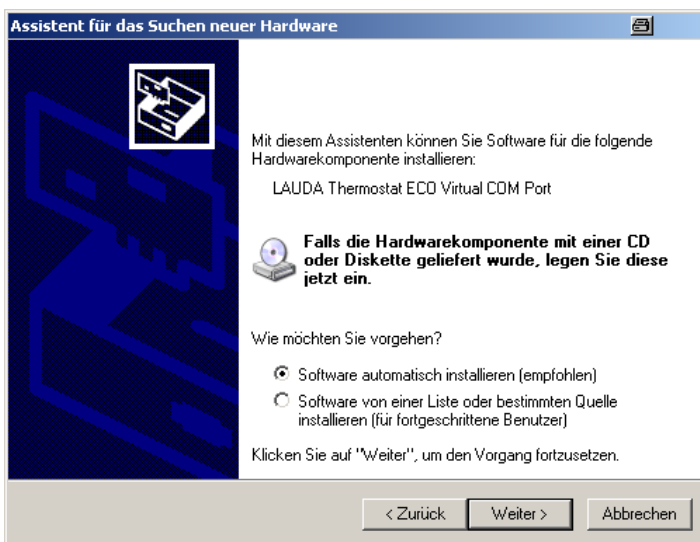 Assistent für das Suchen neuer Hardware
Mit diesem Assistenten können Sie Software für die folgende
Hardwarekomponente installieren:
LAUDA Thermostat ECO Virtual COM Port
Falls die Hardwarekomponente mit einer CD
oder Diskette geliefert wurde, legen Sie diese
jetzt ein.
Wie möchten Sie vorgehen?
Software automatisch installieren (empfohlen)
Software von einer Liste oder bestimmten Quelle
installieren (für fortgeschrittene Benutzer)
Klicken Sie auf "Weiter", um den Vorgang fortzusetzen.
< Zurück Weiter > Abbrechen